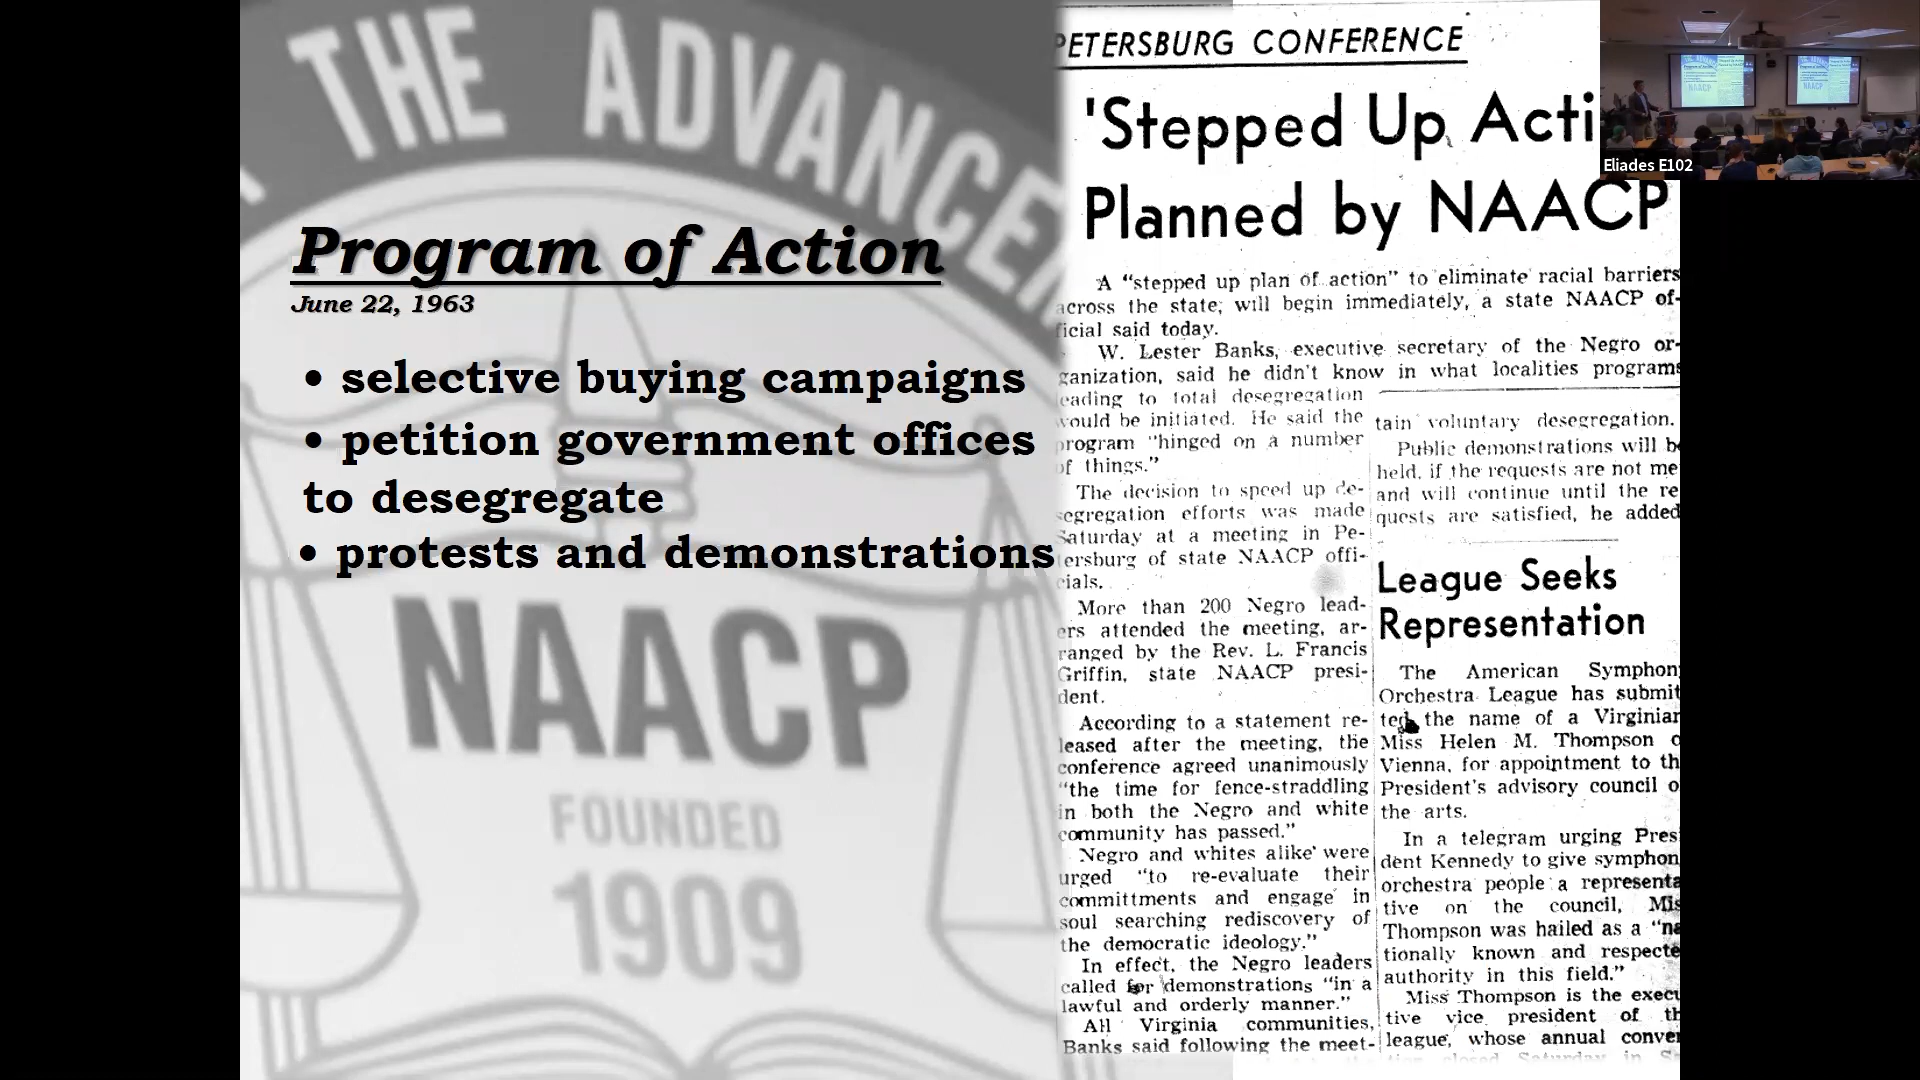 THE ADVANCEM
Program of Action
June 22, 1963
• selective buying campaigns
• petition government offices
to desegregate
• protests and demonstrations
NAACP
FOUNDED
1909
PETERSBURG CONFERENCE
'Stepped Up Acti
Planned by NAACP
A “stepped up plan of action” to eliminate racial barriers
across the state, will begin immediately, a state NAACP of-
ficial said today.
W. Lester Banks, executive secretary of the Negro or-
ganization, said he didn't know in what localities programs
leading to total desegregation
would be initiated. He said the
program “hinged on a number
of things.”
The decision to speed up de-
segregation efforts was made
Saturday at a meeting in Pe-
tersburg of state NAACP offi-
cials.
More than 200 Negro lead-
ers attended the meeting, ar-
ranged by the Rev. L. Francis
Griffin, state NAACP presi-
dent.
According to a statement re-
leased after the meeting, the
conference agreed unanimously
“the time for fence-straddling
in both the Negro and white
community has passed.”
Negro and whites alike were
urged “to re-evaluate their
committments and engage in
soul searching rediscovery of
the democratic ideology.”
In effect, the Negro leaders
called for demonstrations “in a
lawful and orderly manner.”
All Virginia communities,
Banks said following the meet-
tain voluntary desegregation.
Public demonstrations will be
held, if the requests are not me
and will continue until the re
quests are satisfied, he added
League Seeks
Representation
The American Symphony
Orchestra League has submit
ted the name of a Virginian
Miss Helen M. Thompson o
Vienna, for appointment to th
President's advisory council o
the arts.
In a telegram urging Presi
dent Kennedy to give symphon
orchestra people a representa
tive on the council, Mis
Thompson was hailed as a “na
tionally known and respecte
authority in this field.”
Miss Thompson is the execu
tive vice president of th
league, whose annual conven
Saturday in
Eliades E102